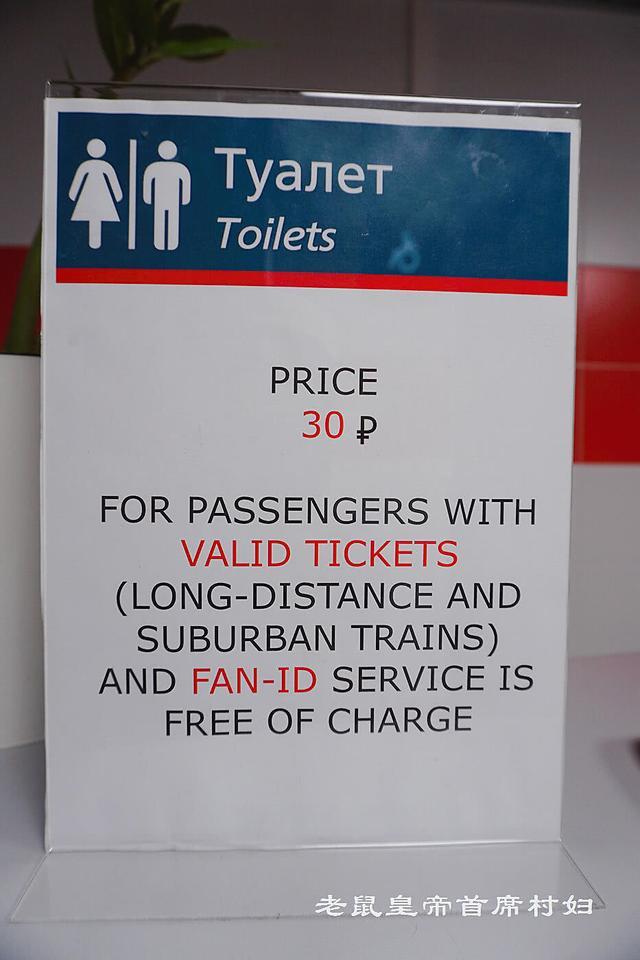 Туалет
Toilets
PRICE
30 ₽
FOR PASSENGERS WITH
VALID TICKETS
(LONG-DISTANCE AND
SUBURBAN TRAINS)
AND FAN-ID SERVICE IS
FREE OF CHARGE
老鼠皇帝首席村妇